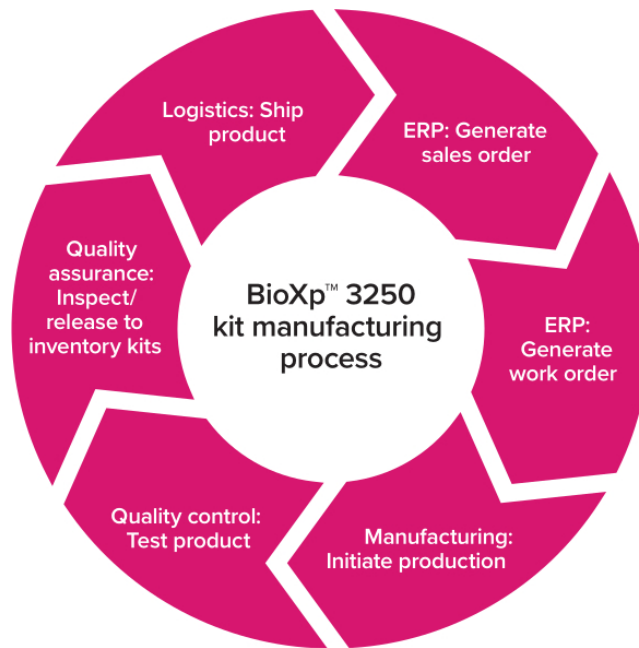 BioXp™ 3250
kit manufacturing
process
ERP: Generate
sales order
ERP:
Generate
work order
Manufacturing:
Initiate production
Quality control:
Test product
Quality
assurance:
Inspect/
release to
inventory kits
Logistics: Ship
product